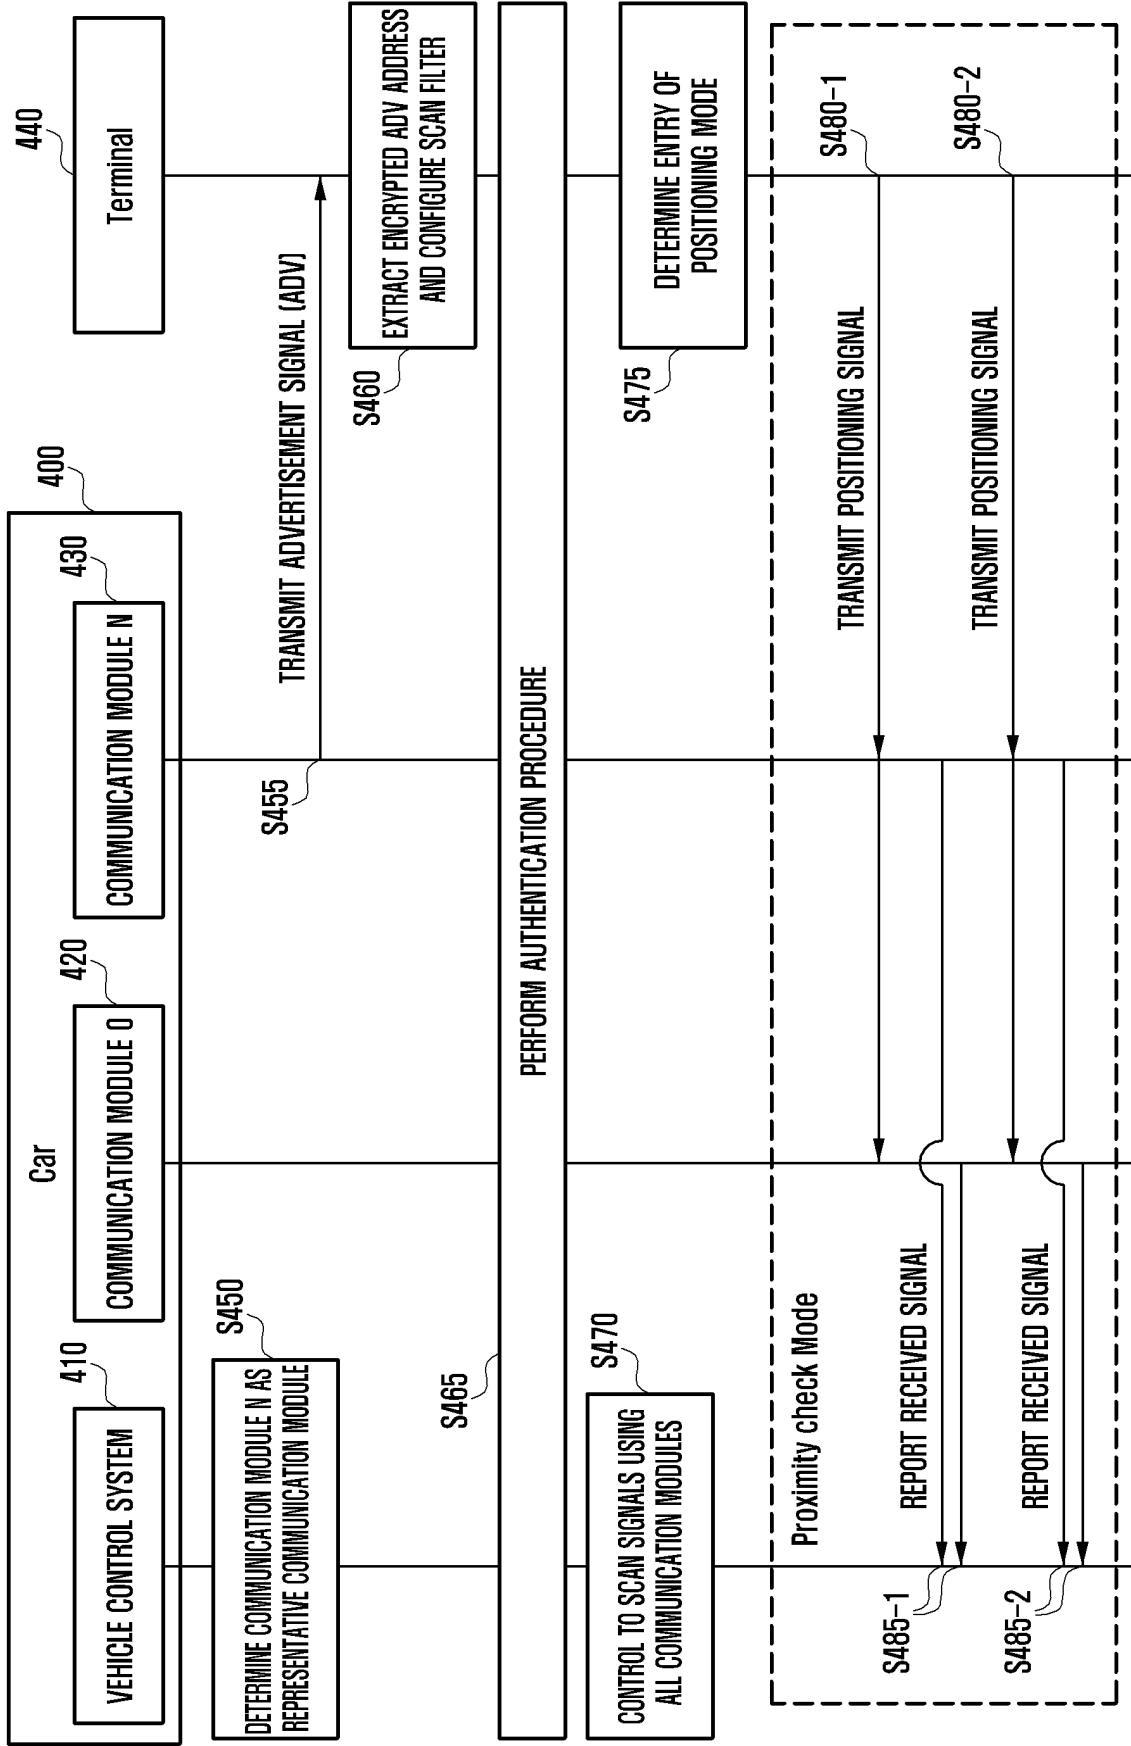 400
Car
410
VEHICLE CONTROL SYSTEM
420
COMMUNICATION MODULE 0
430
COMMUNICATION MODULE N
440
Terminal
S450
DETERMINE COMMUNICATION MODULE N AS
REPRESENTATIVE COMMUNICATION MODULE
S455
TRANSMIT ADVERTISEMENT SIGNAL (ADV)
S460
EXTRACT ENCRYPTED ADV ADDRESS
AND CONFIGURE SCAN FILTER
S465
PERFORM AUTHENTICATION PROCEDURE
S470
CONTROL TO SCAN SIGNALS USING
ALL COMMUNICATION MODULES
S475
DETERMINE ENTRY OF
POSITIONING MODE
Proximity check Mode
TRANSMIT POSITIONING SIGNAL
S480-1
S485-1
REPORT RECEIVED SIGNAL
TRANSMIT POSITIONING SIGNAL
S480-2
S485-2
REPORT RECEIVED SIGNAL